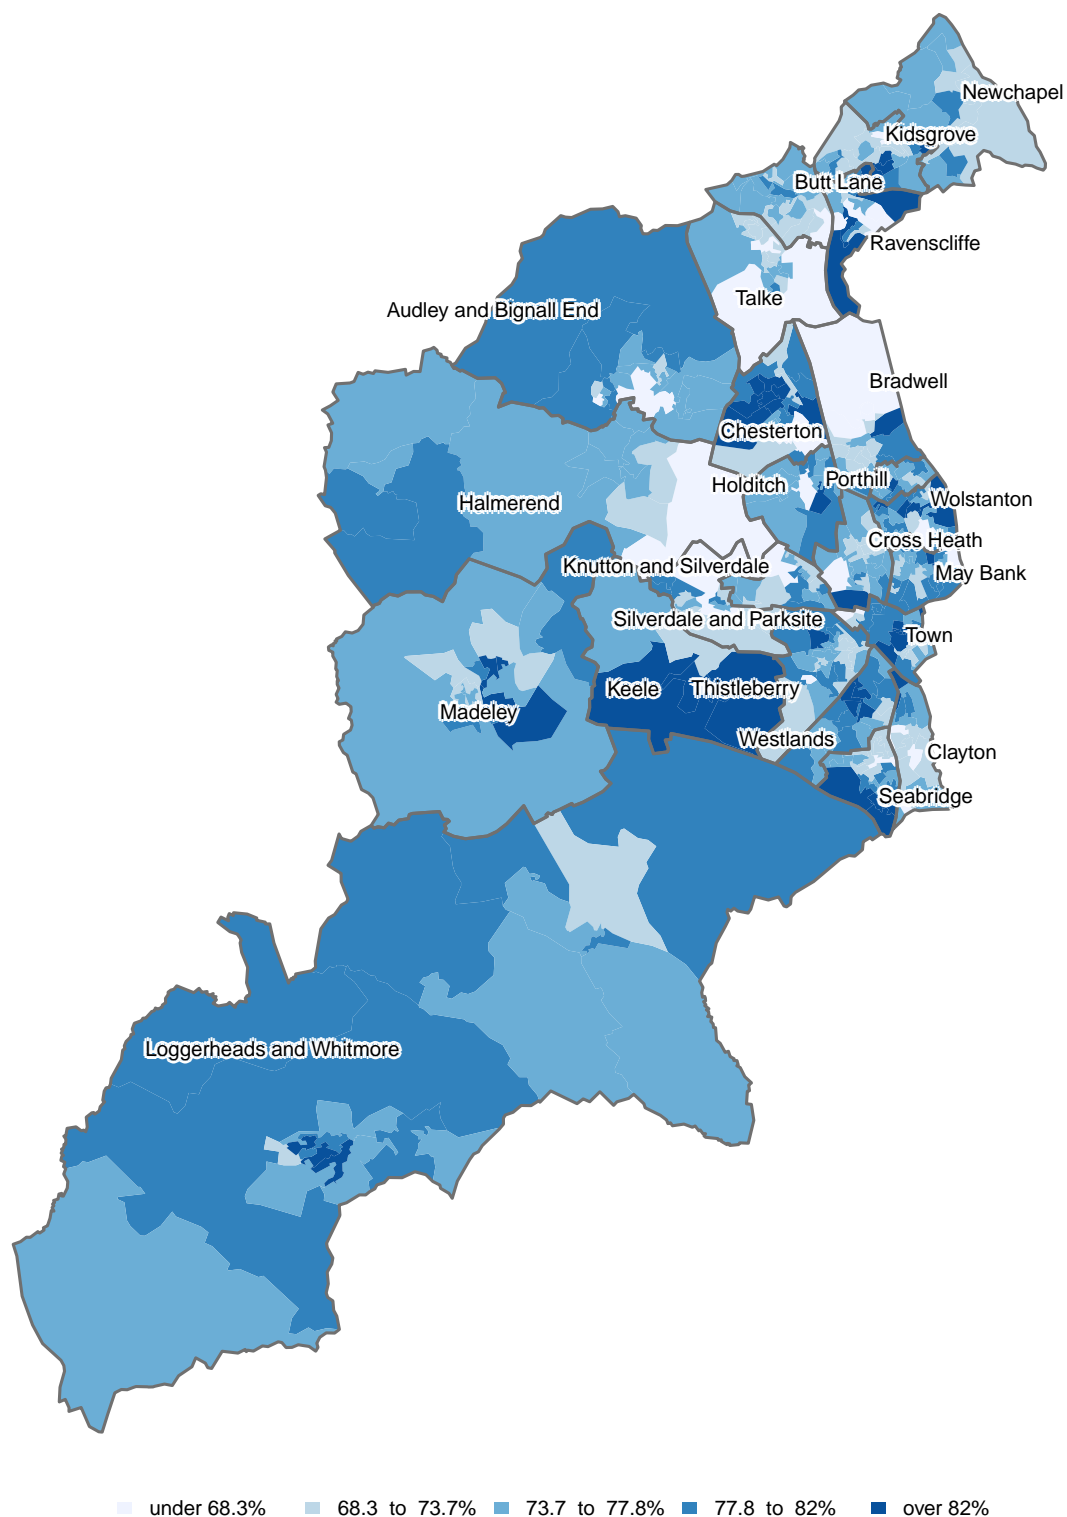 Newchapel
Kidsgrove
Butt Lane
Ravenscliffe
Talke
Audley and Bignall End
Bradwell
Chesterton
Holditch
Porthill
Wolstanton
Halmerend
Cross Heath
Knutton and Silverdale
May Bank
Silverdale and Parksite
Town
Keele
Thistleberry
Madeley
Westlands
Clayton
Seabridge
Loggerheads and Whitmore
under 68.3% 68.3 to 73.7% 73.7 to 77.8% 77.8 to 82% over 82%